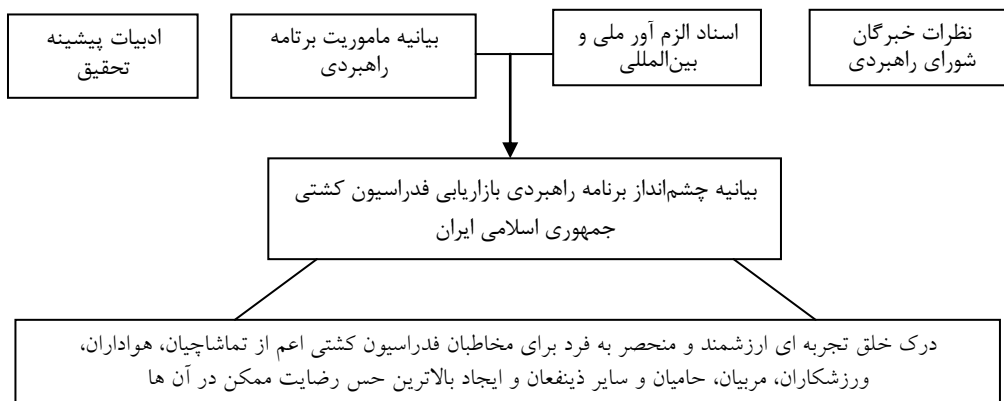 نظرات خبرگان
شورای راهبردی
اسناد الزم آور ملی و
بین‌المللی
بیانیه ماموریت برتامه
راهبردی
ادبیات پیشینه
تحقیق
بیانیه چشم‌انداز برنامه راهبردی بازاریابی فدراسیون کشتی
جمهوری اسلامی ایران
درک خلق تجربه ای ارزشمند و منحصر به فرد برای مخاطبان فدراسیون کشتی اعم از تماشاچیان، هواداران،
ورزشکاران، مربیان، حامیان و سایر ذینفعان و ایجاد بالاترین حس رضایت ممکن در آن ها